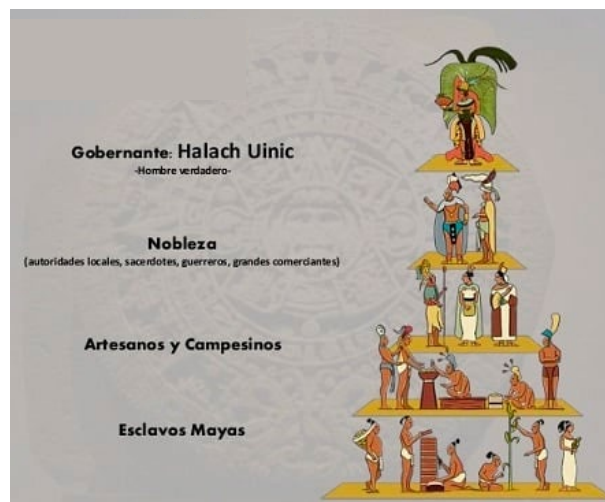 Gobernante: Halach Uinic
-Hombre verdadero-
Nobleza
(autoridades locales, sacerdotes, guerreros, grandes comerciantes)
Artesanos y Campesinos
Esclavos Mayas